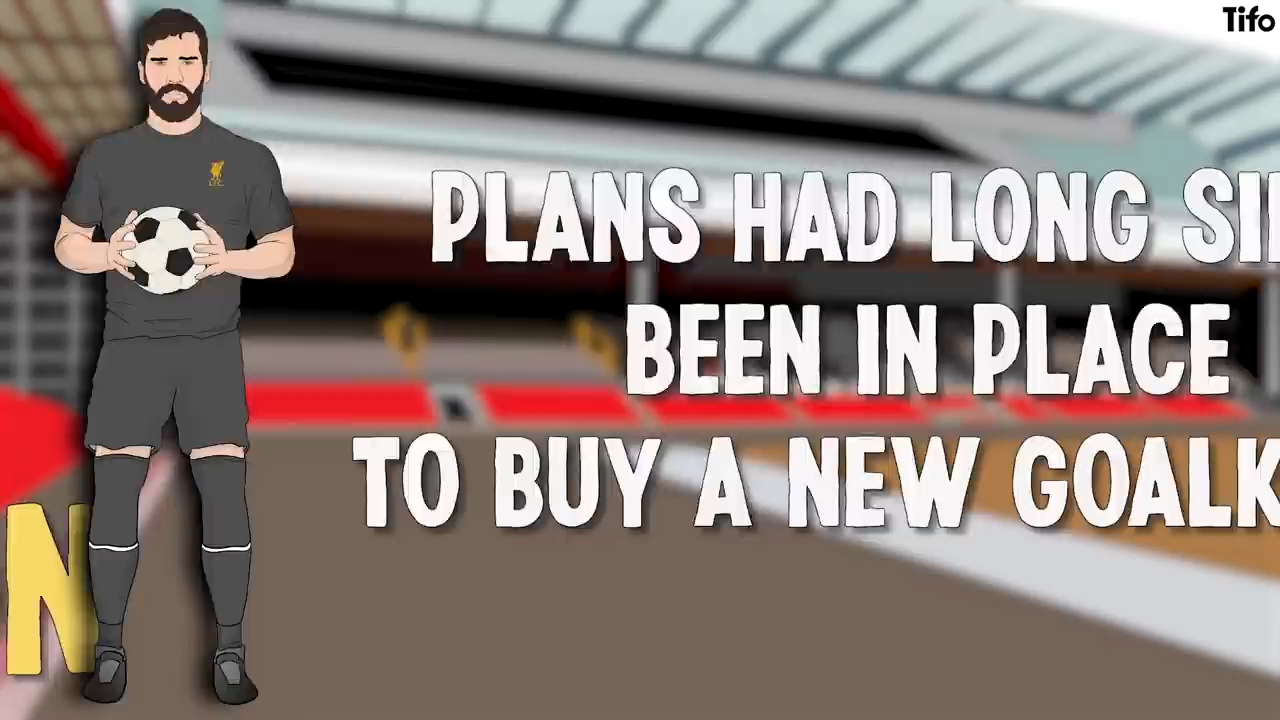 Tifo
PLANS HAD LONG
BEEN IN PLACE
TO BUY A NEW
N